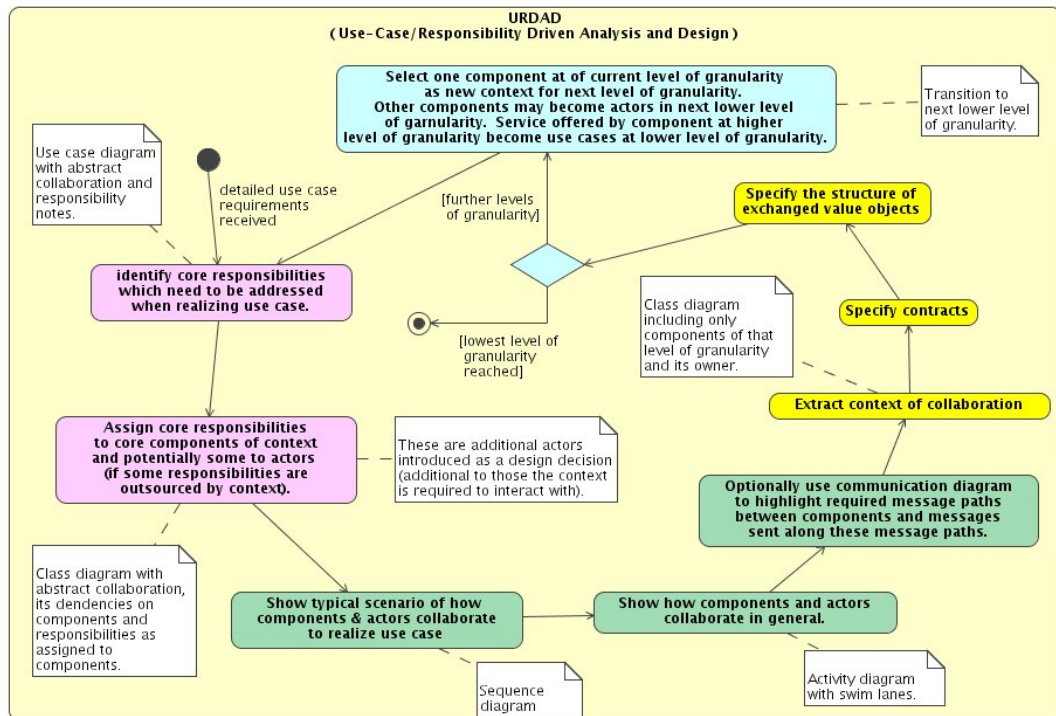 URDAD
( Use-Case/Responsibility Driven Analysis and Design )
Select one component at of current level of granularity
as new context for next level of granularity.
Other components may become actors in next lower level
of garnularity. Service offered by component at higher
level of granularity become use cases at lower level of granularity.
Transition to
next lower level
of granularity.
Use case diagram
with abstract
collaboration and
responsibility
notes.
detailed use case
requirements
received
[further levels
of granularity]
Specify the structure of
exchanged value objects
identify core responsibilities
which need to be addressed
when realizing use case.
Class diagram
including only
components of that
level of granularity
and its owner.
Specify contracts
[lowest level of
granularity
reached]
Extract context of collaboration
Assign core responsibilities
to core components of context
and potentially some to actors
(if some responsibilities are
outsourced by context).
These are additional actors
introduced as a design decision
(additional to those the context
is required to interact with).
Optionally use communication diagram
to highlight required message paths
between components and messages
sent along these message paths.
Class diagram with
abstract collaboration,
its dendencies on
components and
responsibilities as
assigned to
components.
Show typical scenario of how
components & actors collaborate
to realize use case
Show how components and actors
collaborate in general.
Sequence
diagram
Activity diagram
with swim lanes.